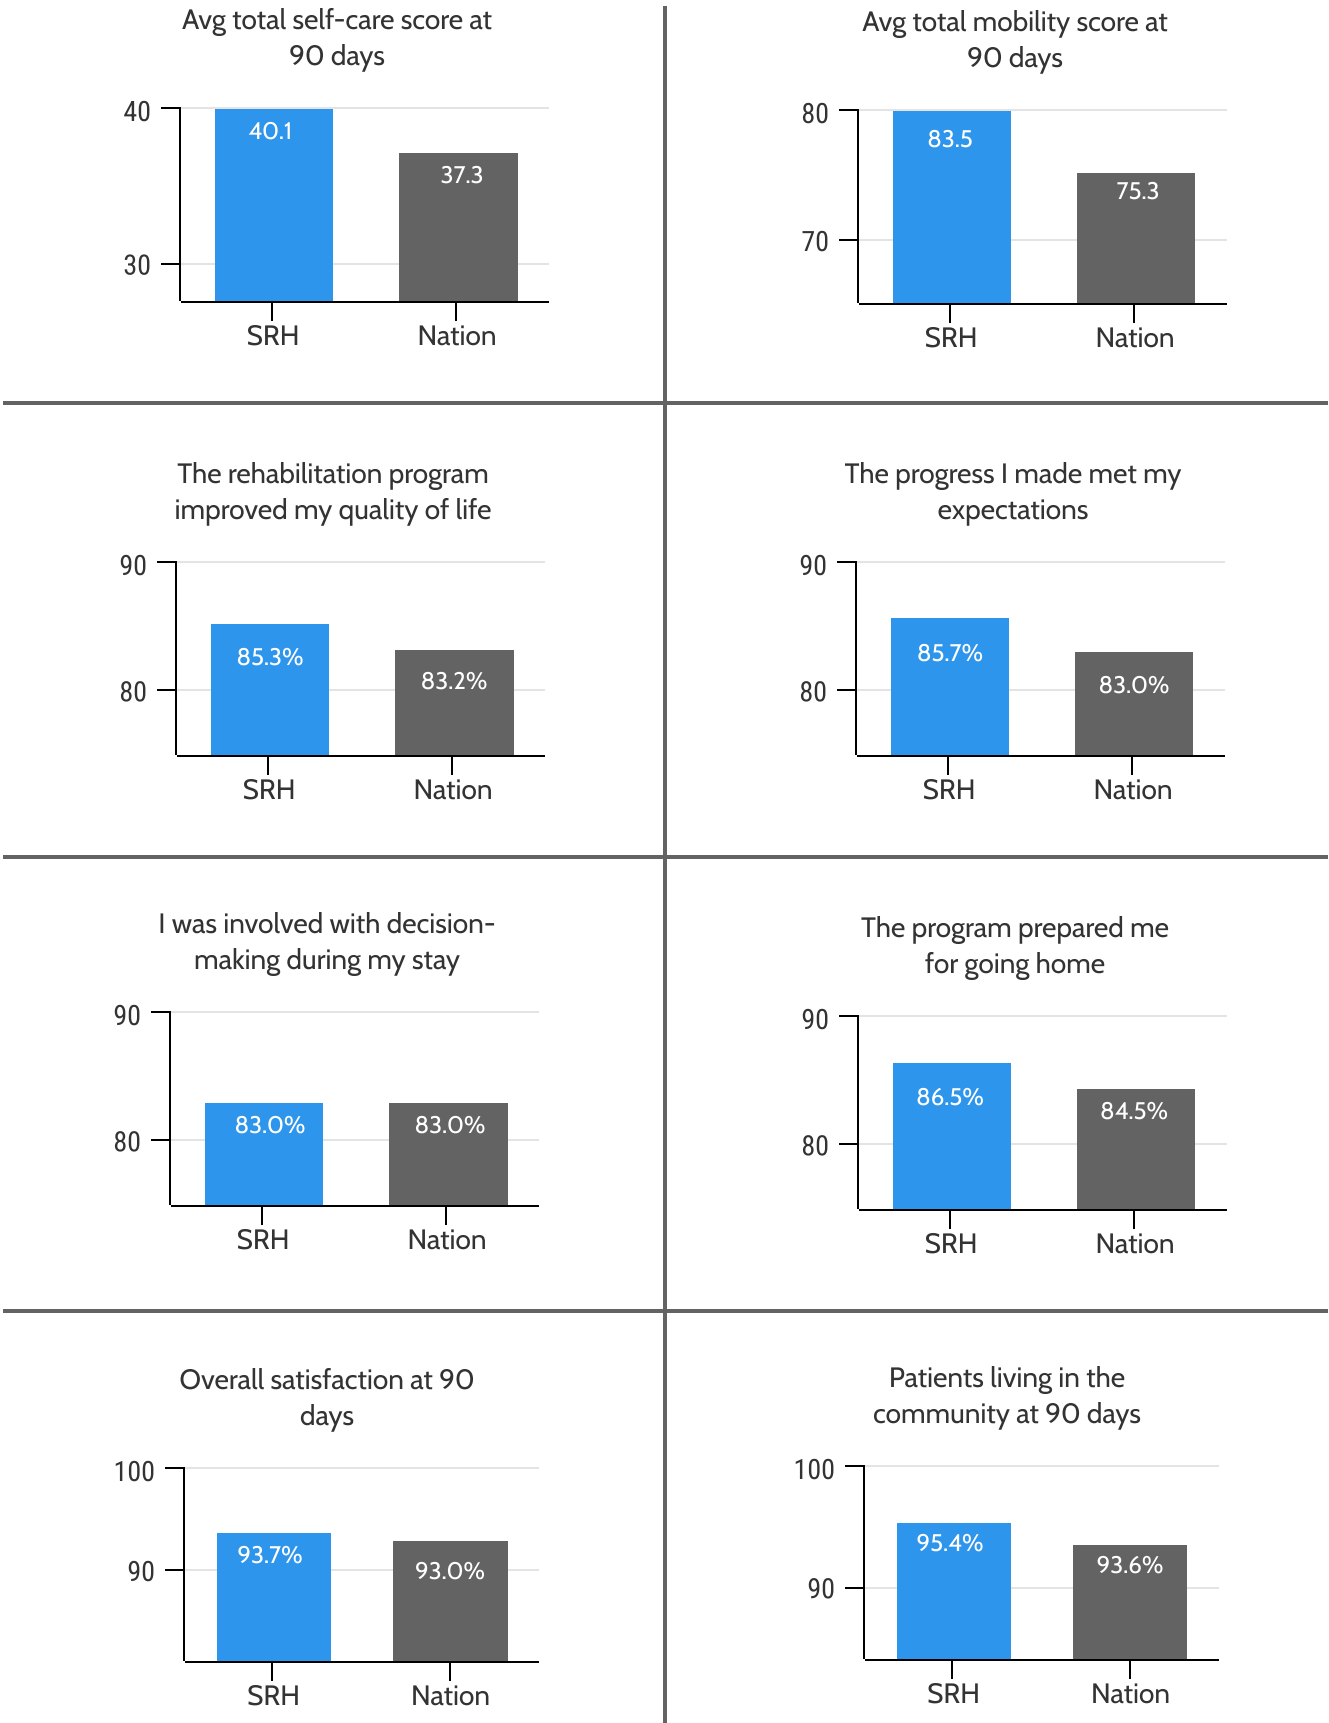 Avg total self-care score at
90 days
40
40.1
37.3
30
SRH
Nation
Avg total mobility score at
90 days
80
83.5
75.3
70
SRH
Nation
The rehabilitation program
improved my quality of life
90
85.3%
83.2%
80
SRH
Nation
The progress I made met my
expectations
90
85.7%
83.0%
80
SRH
Nation
I was involved with decision-
making during my stay
90
83.0%
83.0%
80
SRH
Nation
The program prepared me
for going home
90
86.5%
84.5%
80
SRH
Nation
Overall satisfaction at 90
days
100
93.7%
93.0%
90
SRH
Nation
Patients living in the
community at 90 days
100
95.4%
93.6%
90
SRH
Nation